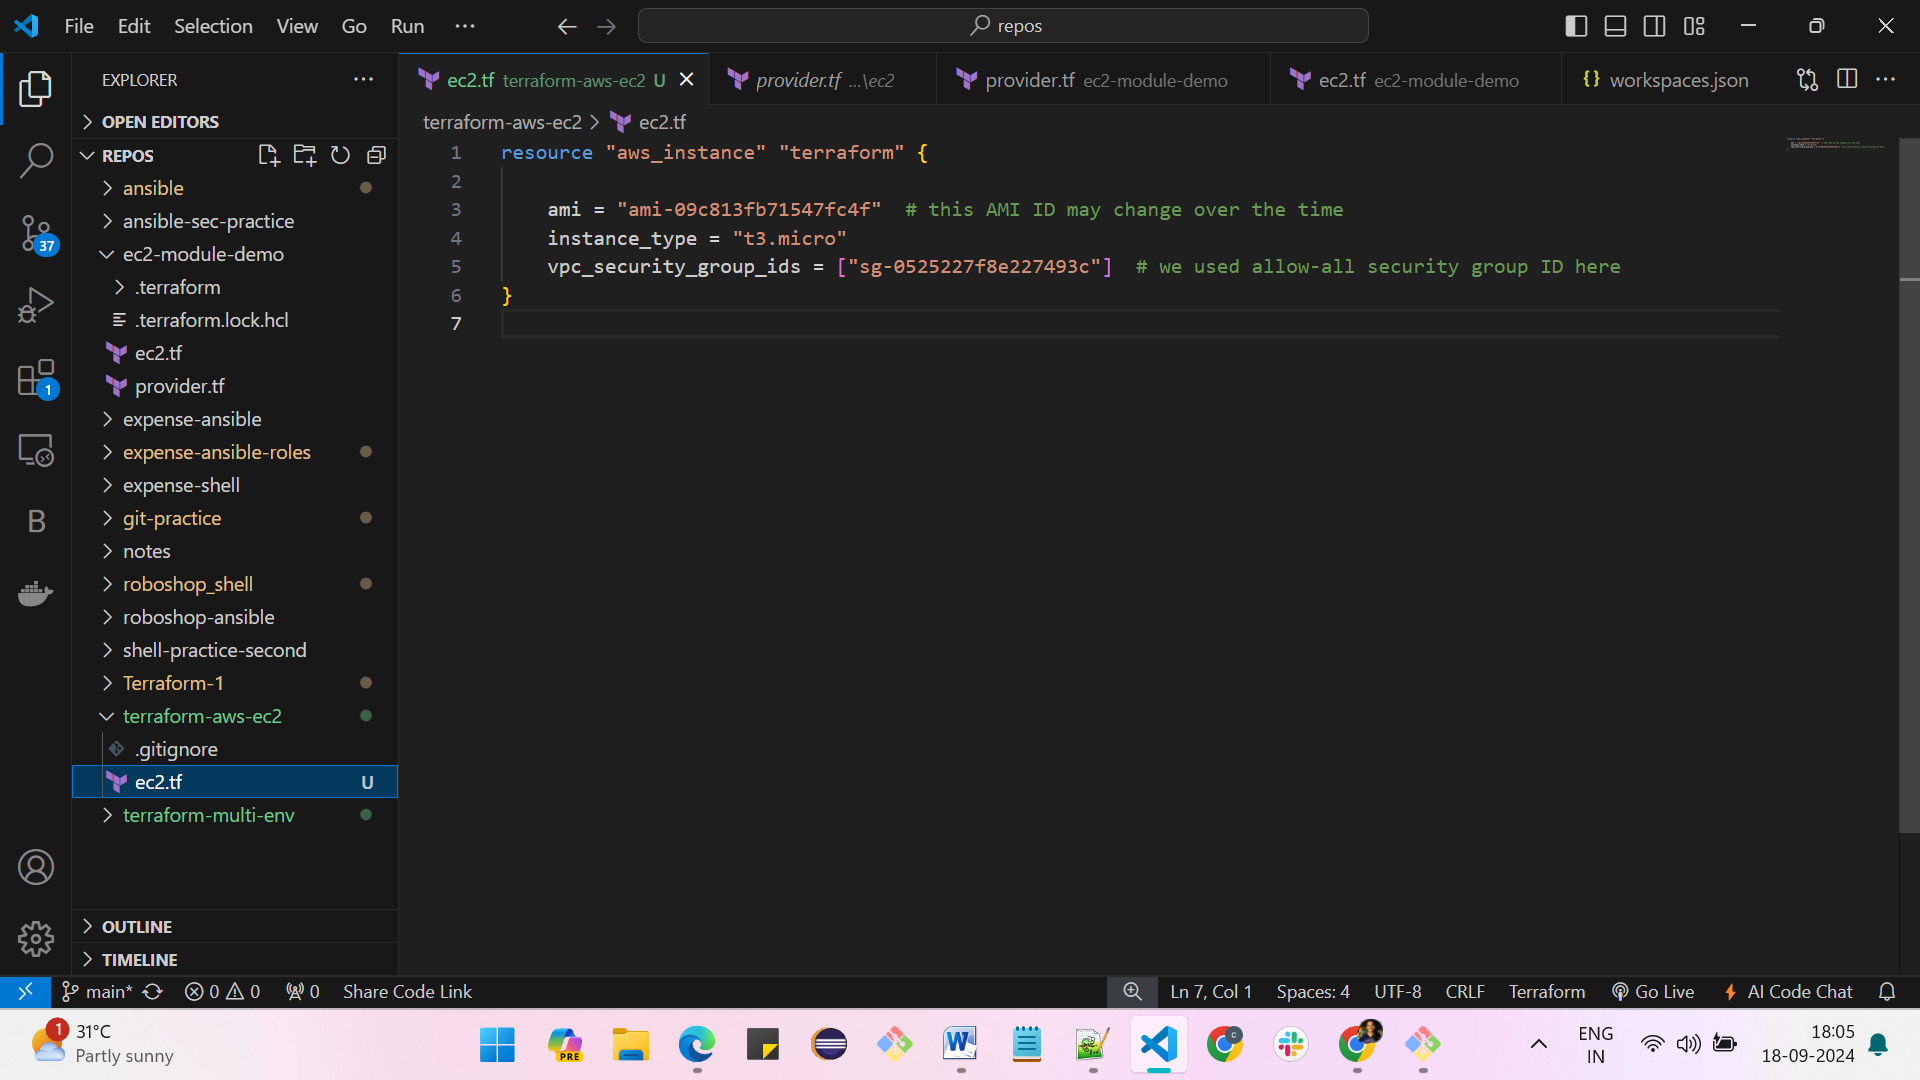 File Edit Selection View Go Run ···
repos
EXPLORER ···
OPEN EDITORS
REPOS
ansible
ansible-sec-practice
ec2-module-demo
.terraform
.terraform.lock.hcl
ec2.tf
provider.tf
expense-ansible
expense-ansible-roles
expense-shell
git-practice
notes
roboshop_shell
roboshop-ansible
shell-practice-second
Terraform-1
terraform-aws-ec2
.gitignore
ec2.tf U
terraform-multi-env
OUTLINE
TIMELINE
37
1
B
ec2.tf terraform-aws-ec2 U
provider.tf ...\ec2
provider.tf ec2-module-demo
ec2.tf ec2-module-demo
{} workspaces.json
terraform-aws-ec2 > ec2.tf
1 resource "aws_instance" "terraform" {
2
3 ami = "ami-09c813fb71547fc4f" # this AMI ID may change over the time
4 instance_type = "t3.micro"
5 vpc_security_group_ids = ["sg-0525227f8e227493c"] # we used allow-all security group ID here
6 }
7
main* 0 0 0 Share Code Link
Ln 7, Col 1 Spaces: 4 UTF-8 CRLF Terraform Go Live AI Code Chat
1
31°C
Partly sunny
PRE
W
C
ENG
IN
18:05
18-09-2024